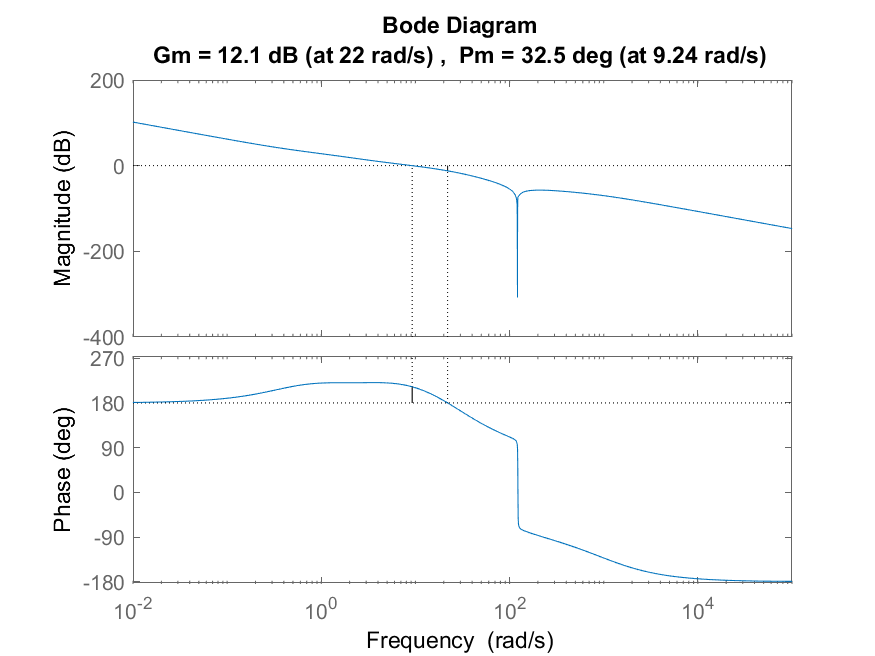 Bode Diagram
Gm = 12.1 dB (at 22 rad/s) ,  Pm = 32.5 deg (at 9.24 rad/s)
200
0
-200
-400
Magnitude (dB)
270
180
90
0
-90
-180
Phase (deg)
10^-2
10^0
10^2
10^4
Frequency  (rad/s)